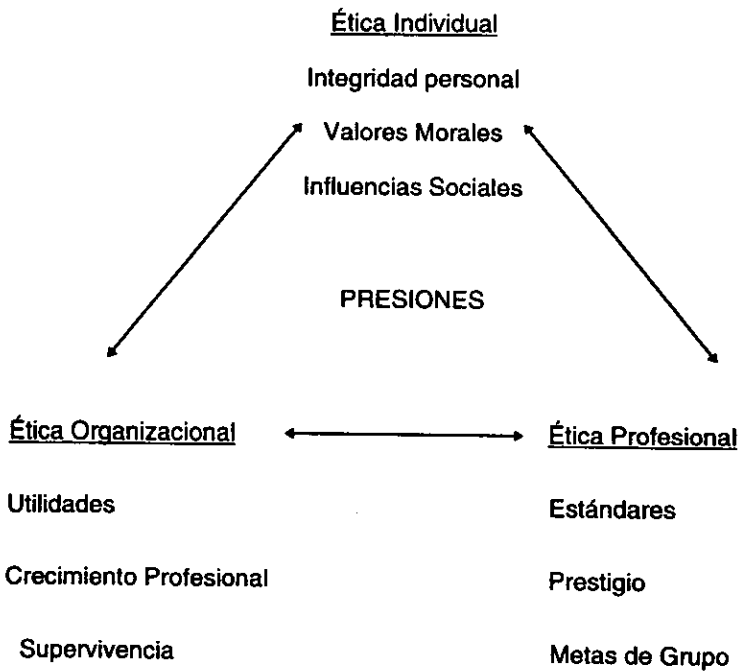 Ética Individual
Integridad personal
Valores Morales
Influencias Sociales
PRESIONES
Ética Organizacional
Utilidades
Crecimiento Profesional
Supervivencia
Ética Profesional
Estándares
Prestigio
Metas de Grupo